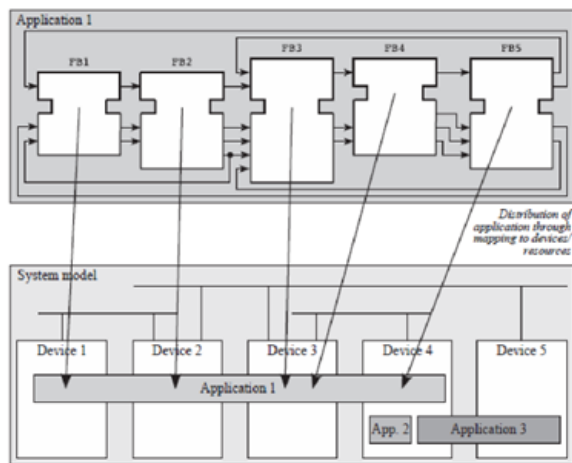 Application 1
FB1
FB2
FB3
FB4
FB5
Distribution of
application through
mapping to devices/
resources
System model
Device 1
Device 2
Device 3
Device 4
Device 5
Application 1
App. 2
Application 3